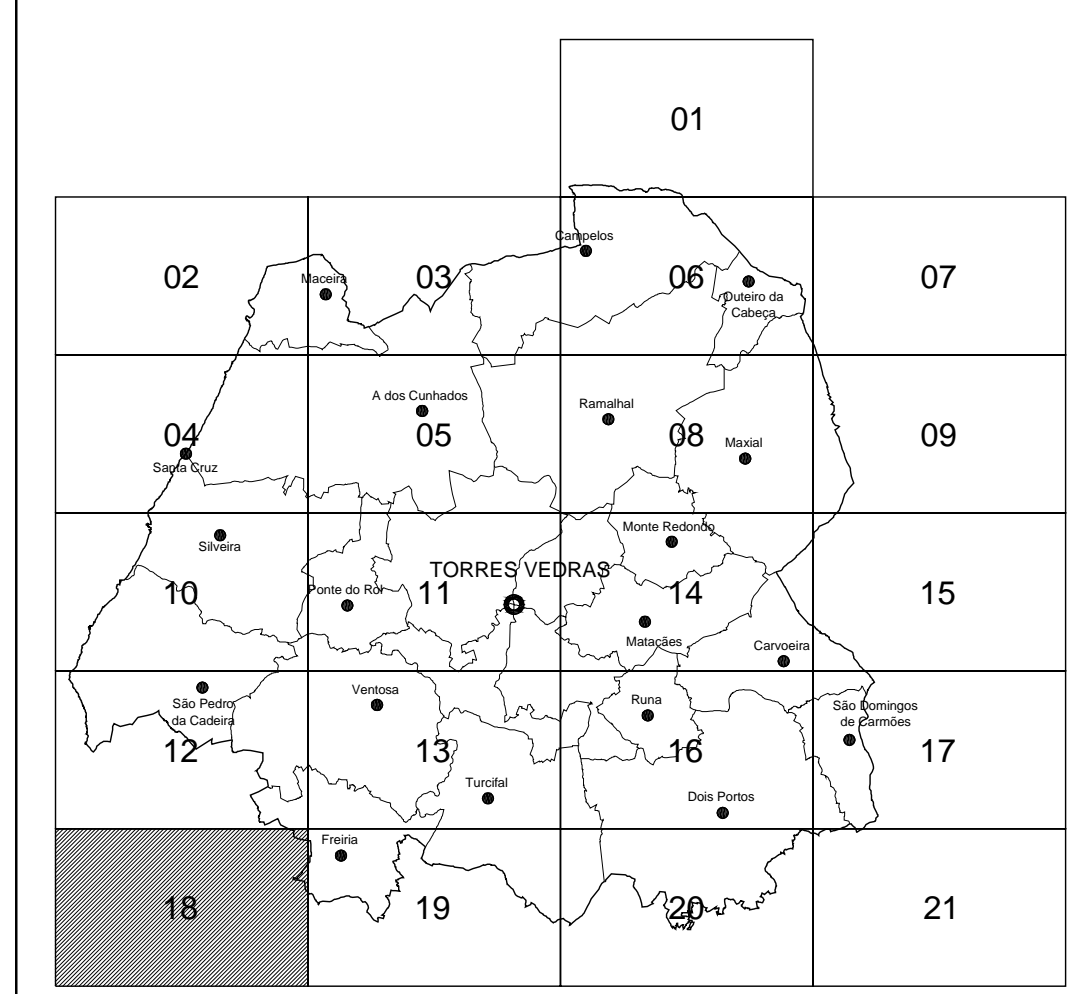 01
Campelos
02
Maceira
03
06
07
Outeiro da
Cabeça
A dos Cunhados
Ramalhal
04
05
08
Maxial
09
Santa Cruz
Monte Redondo
Silveira
TORRES VEDRAS
10
Ponte do Rol
11
14
15
Matacães
Carvoeira
São Pedro
da Cadeira
Ventosa
Runa
São Domingos
de Carmões
12
13
16
17
Turcifal
Dois Portos
Freiria
18
19
20
21